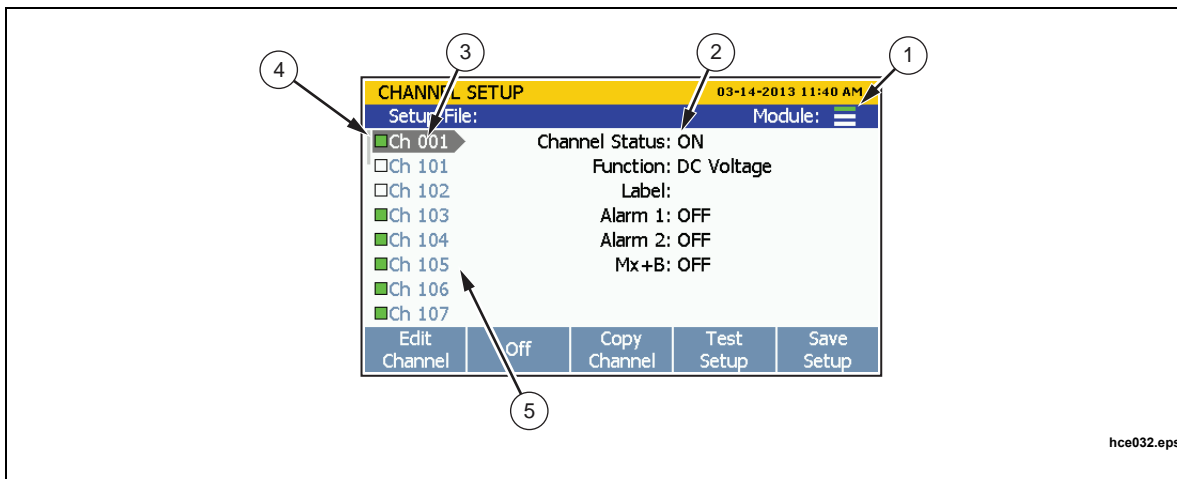 4
3
2
1
CHANNEL SETUP 03-14-2013 11:40 AM
Setup File: Module:
Ch 001 Channel Status: ON
Ch 101 Function: DC Voltage
Ch 102 Label:
Ch 103 Alarm 1: OFF
Ch 104 Alarm 2: OFF
Ch 105 Mx+B: OFF
Ch 106
Ch 107
Edit Channel Off Copy Channel Test Setup Save Setup
5
hce032.eps